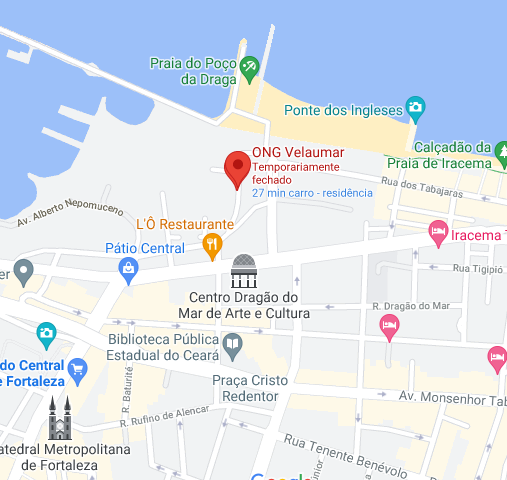 Praia do Poço
da Draga
Ponte dos Ingleses
Calçadão da
Praia de Iracema
ONG Velaumar
Temporariamente
fechado
27 min carro - residência
Rua dos Tabajaras
Av. Alberto Nepomuceno
L'Ô Restaurante
Pátio Central
Iracema T
Rua Tigipió
er
Centro Dragão do
Mar de Arte e Cultura
R. Dragão do Mar
Biblioteca Pública
Estadual do Ceará
do Central
e Fortaleza
R. Baturité
Praça Cristo
Redentor
Av. Monsenhor Tab
R. Rufino de Alencar
atedral Metropolitana
de Fortaleza
Rua Tenente Benévolo
únior
Google